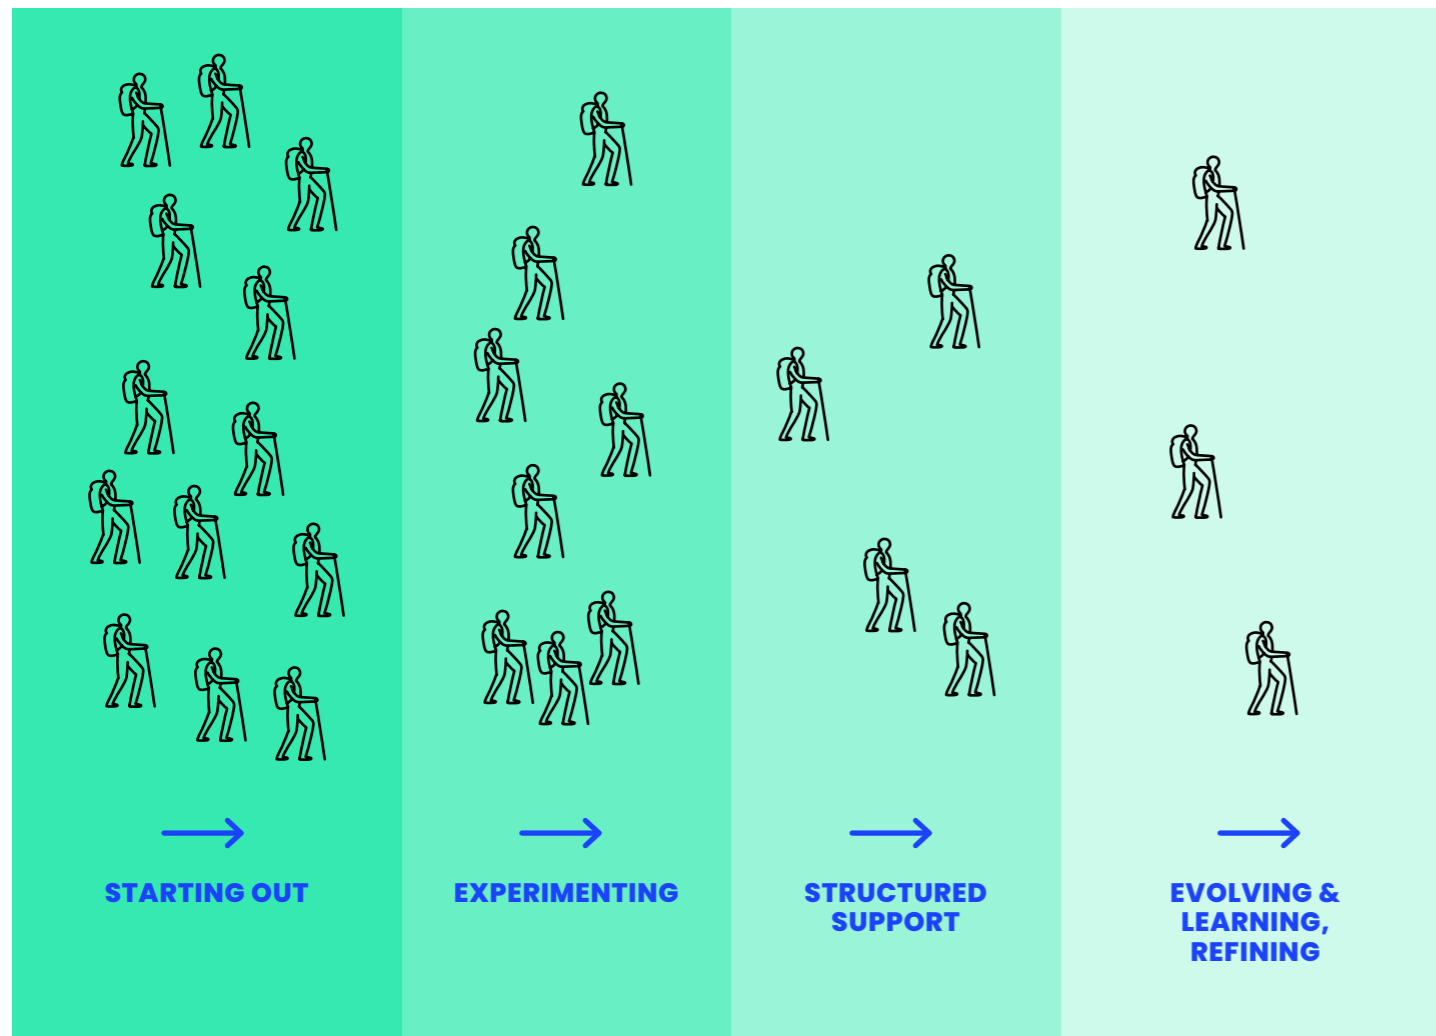 STARTING OUT
EXPERIMENTING
STRUCTURED
SUPPORT
EVOLVING &
LEARNING,
REFINING